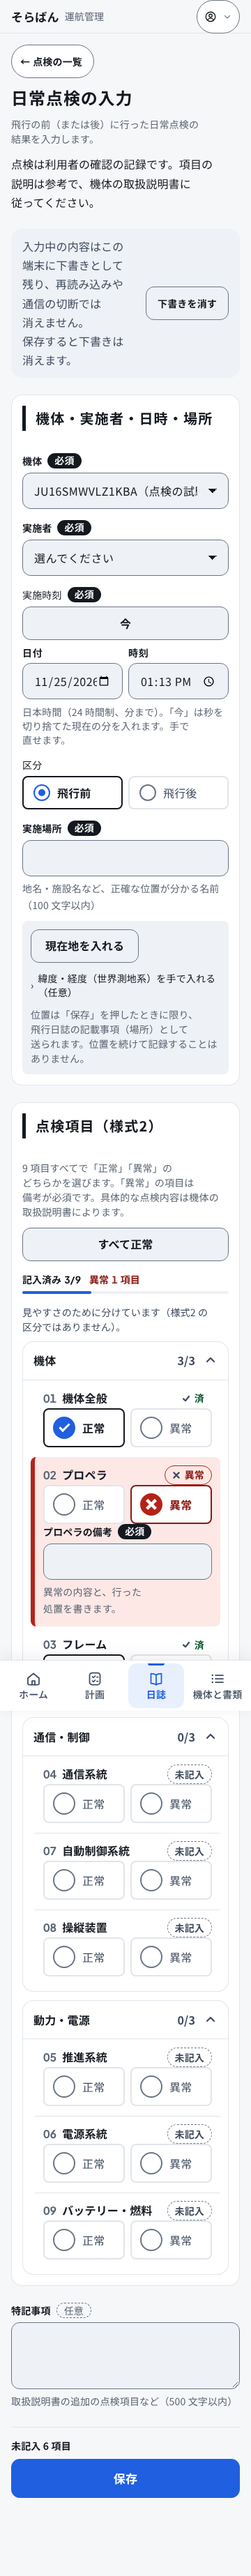 そらばん 運航管理
← 点検の一覧
日常点検の入力
飛行の前（または後）に行った日常点検の
結果を入力します。
点検は利用者の確認の記録です。項目の
説明は参考で、機体の取扱説明書に
従ってください。
入力中の内容はこの
端末に下書きとして
残り、再読み込みや
通信の切断では
消えません。
保存すると下書きは
消えます。
下書きを消す
機体・実施者・日時・場所
機体 必須
JU16SMWVLZ1KBA（点検の試
実施者 必須
選んでください
実施時刻 必須
今
日付 時刻
11/25/2026 01:13 PM
日本時間（24 時間制、分まで）。「今」は秒を
切り捨てた現在の分を入れます。手で
直せます。
区分
飛行前 飛行後
実施場所 必須
地名・施設名など、正確な位置が分かる名前
（100 文字以内）
現在地を入れる
› 緯度・経度（世界測地系）を手で入れる
（任意）
位置は「保存」を押したときに限り、
飛行日誌の記載事項（場所）として
送られます。位置を続けて記録することは
ありません。
点検項目（様式2）
9 項目すべてで「正常」「異常」の
どちらかを選びます。「異常」の項目は
備考が必須です。具体的な点検内容は機体の
取扱説明書によります。
すべて正常
記入済み 3/9 異常 1 項目
見やすさのために分けています（様式2 の
区分ではありません）。
機体 3/3
01 機体全般 済
正常 異常
02 プロペラ 異常
正常 異常
プロペラの備考 必須
異常の内容と、行った
処置を書きます。
03 フレーム 済
ホーム 計画 日誌 機体と書類
通信・制御 0/3
04 通信系統 未記入
正常 異常
07 自動制御系統 未記入
正常 異常
08 操縦装置 未記入
正常 異常
動力・電源 0/3
05 推進系統 未記入
正常 異常
06 電源系統 未記入
正常 異常
09 バッテリー・燃料 未記入
正常 異常
特記事項 任意
取扱説明書の追加の点検項目など（500 文字以内）
未記入 6 項目
保存